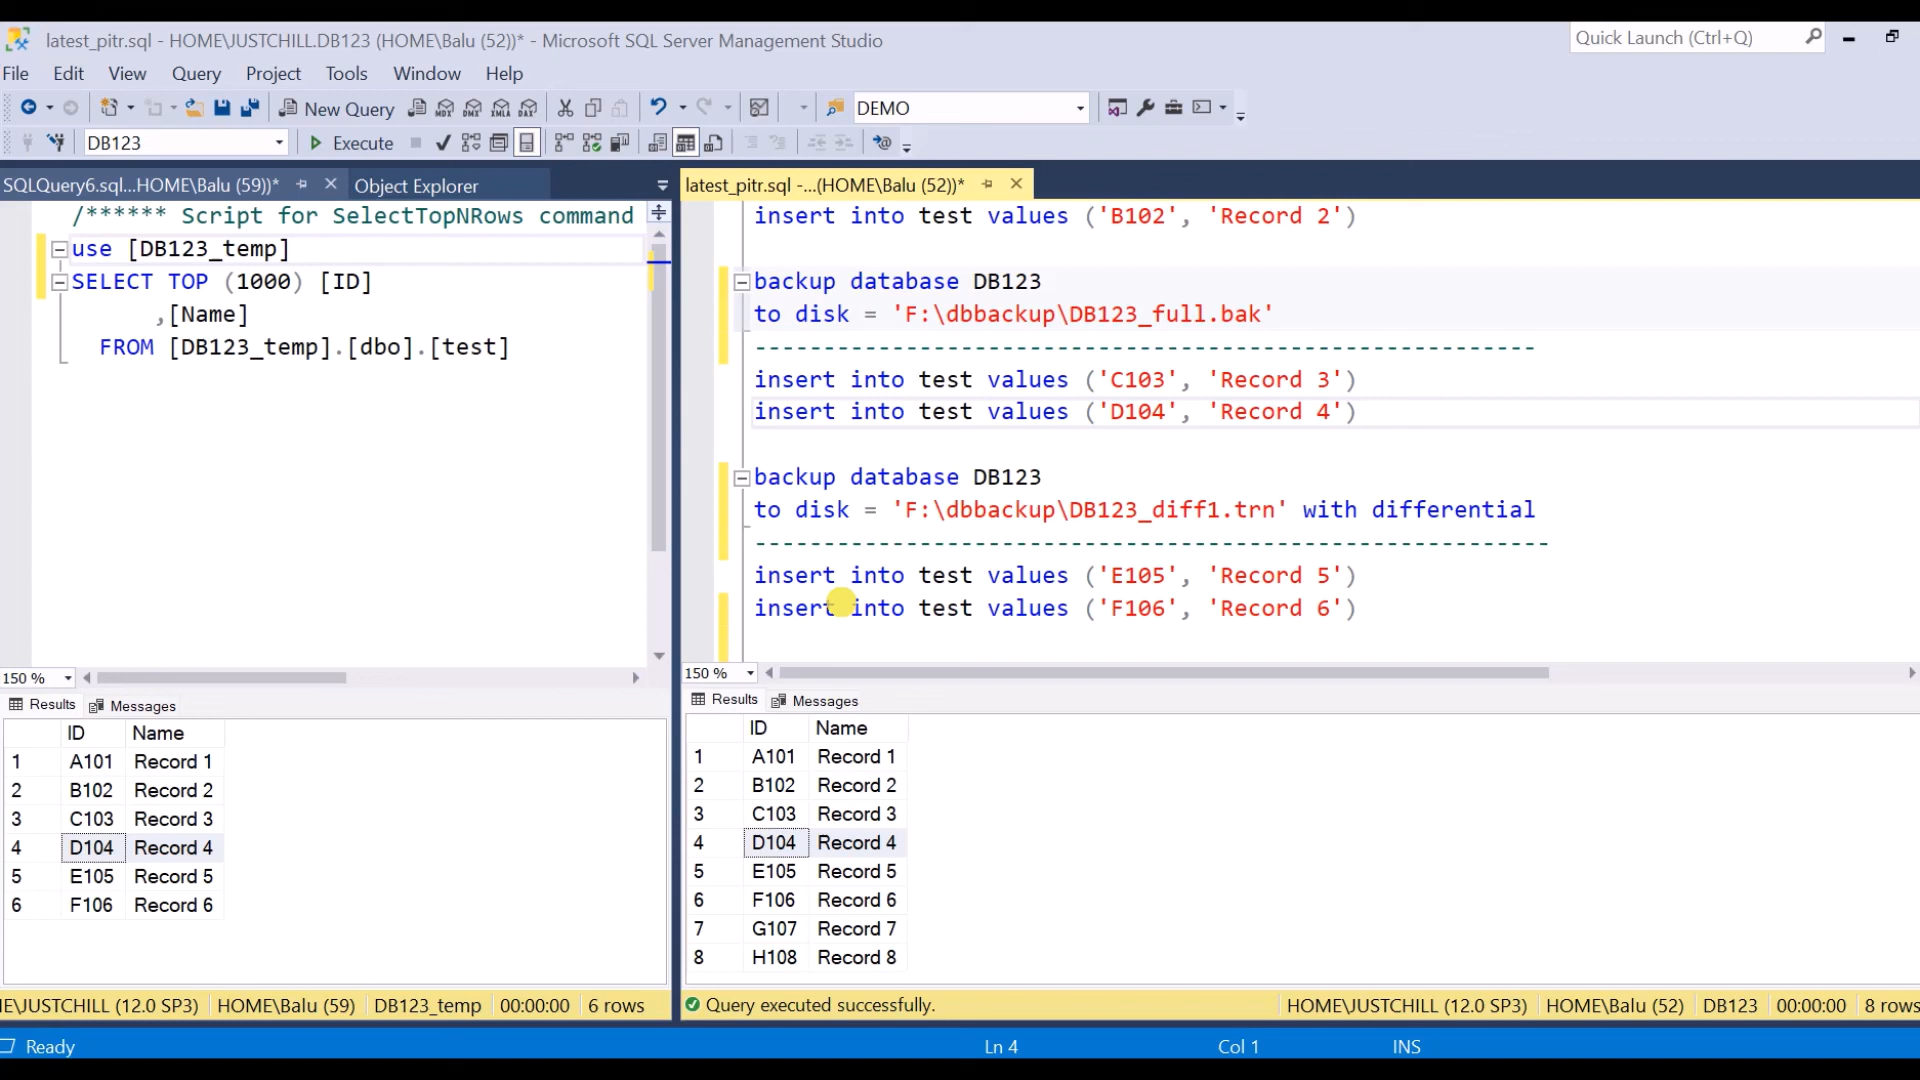 latest_pitr.sql - HOME\JUSTCHILL.DB123 (HOME\Balu (52))* - Microsoft SQL Server Management Studio
Quick Launch (Ctrl+Q)
File Edit View Query Project Tools Window Help
New Query MDX DMX XMLA DAX DEMO
DB123 Execute
SQLQuery6.sql...HOME\Balu (59))* Object Explorer
/****** Script for SelectTopNRows command
use [DB123_temp]
SELECT TOP (1000) [ID]
,[Name]
FROM [DB123_temp].[dbo].[test]
150 %
Results Messages
ID Name
1 A101 Record 1
2 B102 Record 2
3 C103 Record 3
4 D104 Record 4
5 E105 Record 5
6 F106 Record 6
IE\JUSTCHILL (12.0 SP3) HOME\Balu (59) DB123_temp 00:00:00 6 rows
latest_pitr.sql -...(HOME\Balu (52))*
insert into test values ('B102', 'Record 2')
backup database DB123
to disk = 'F:\dbbackup\DB123_full.bak'
---------------------------------------------------------
insert into test values ('C103', 'Record 3')
insert into test values ('D104', 'Record 4')
backup database DB123
to disk = 'F:\dbbackup\DB123_diff1.trn' with differential
----------------------------------------------------------
insert into test values ('E105', 'Record 5')
insert into test values ('F106', 'Record 6')
150 %
Results Messages
ID Name
1 A101 Record 1
2 B102 Record 2
3 C103 Record 3
4 D104 Record 4
5 E105 Record 5
6 F106 Record 6
7 G107 Record 7
8 H108 Record 8
Query executed successfully. HOME\JUSTCHILL (12.0 SP3) HOME\Balu (52) DB123 00:00:00 8 rows
Ready Ln 4 Col 1 INS